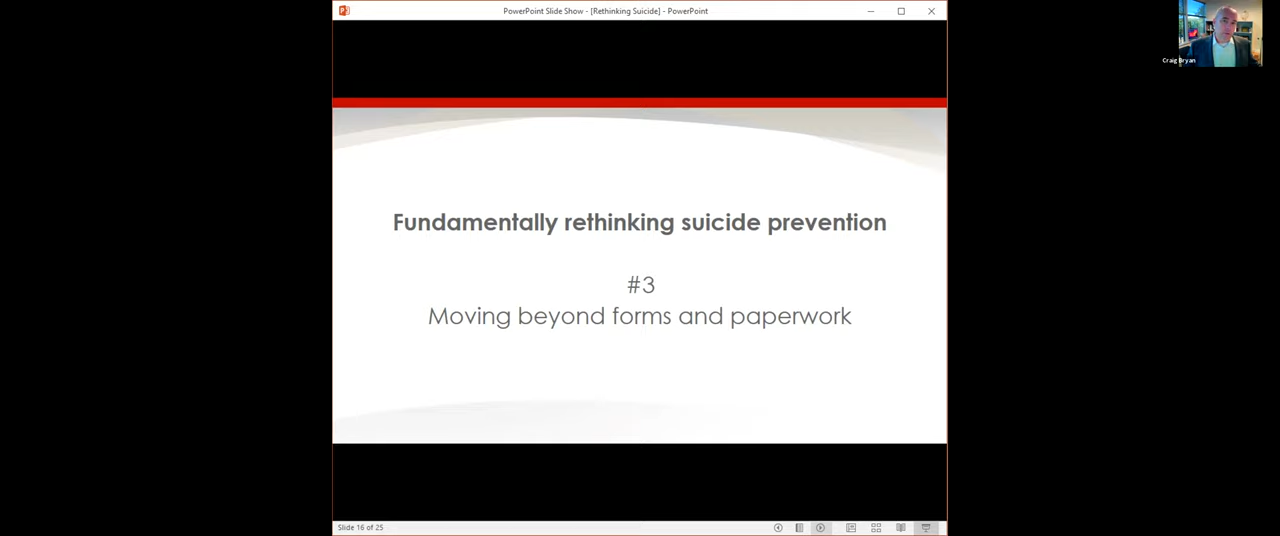 PowerPoint Slide Show - [Rethinking Suicide] - PowerPoint
Craig Bryan
Fundamentally rethinking suicide prevention
#3
Moving beyond forms and paperwork
Slide 16 of 25